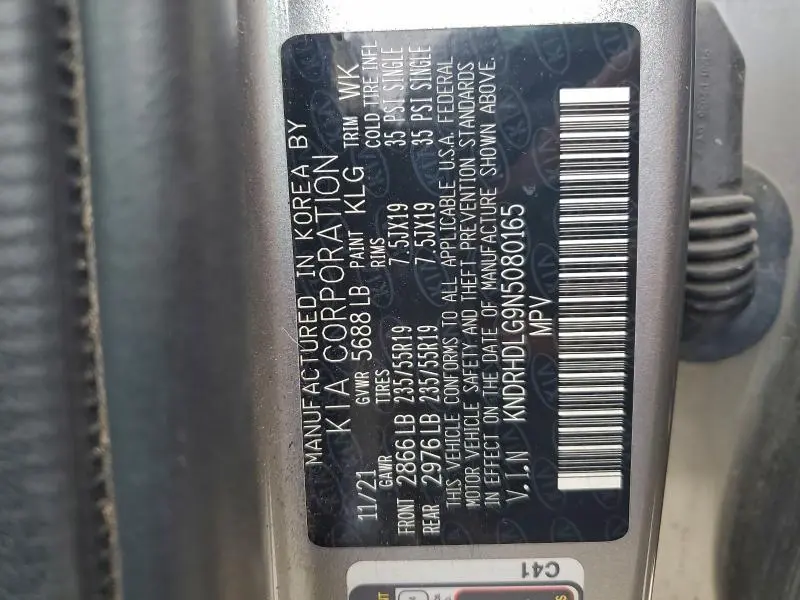 MANUFACTURED IN KOREA BY
KIA CORPORATION
11/21 GVWR 5688 LB PAINT KLG TRIM WK
GAWR TIRES RIMS COLD TIRE INFL
FRONT 2866 LB 235/55R19 7.5JX19 35 PSI SINGLE
REAR 2976 LB 235/55R19 7.5JX19 35 PSI SINGLE
THIS VEHICLE CONFORMS TO ALL APPLICABLE U.S.A. FEDERAL
MOTOR VEHICLE SAFETY AND THEFT PREVENTION STANDARDS
IN EFFECT ON THE DATE OF MANUFACTURE SHOWN ABOVE.
V.I.N KNDRHDLG9N5080165
MPV
C41